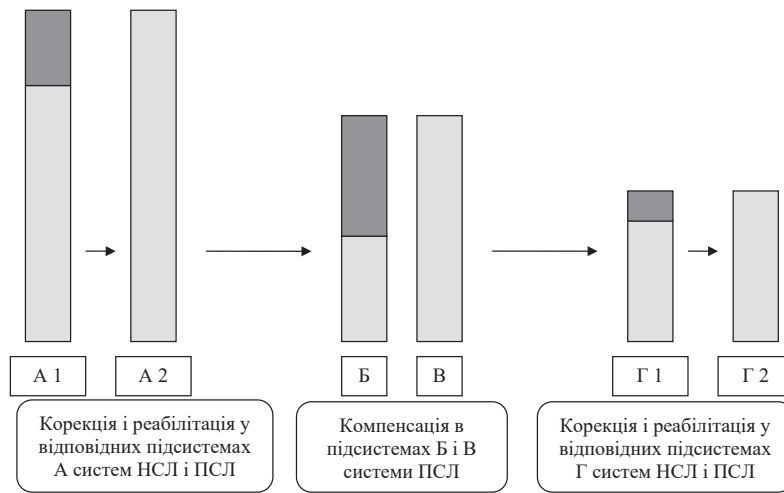 А 1
А 2
Б
В
Г 1
Г 2
Корекція і реабілітація у
відповідних підсистемах
А систем НСЛ і ПСЛ
Компенсація в
підсистемах Б і В
системи ПСЛ
Корекція і реабілітація у
відповідних підсистемах
Г систем НСЛ і ПСЛ